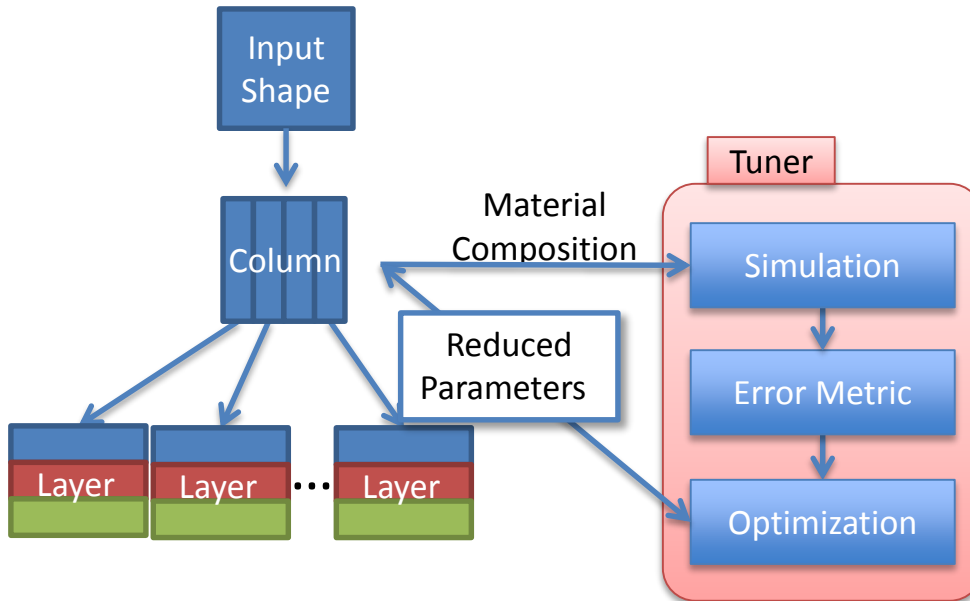 Input
Shape
Tuner
Material
Composition
Column
Simulation
Reduced
Parameters
Error Metric
Layer
Layer
...
Layer
Optimization